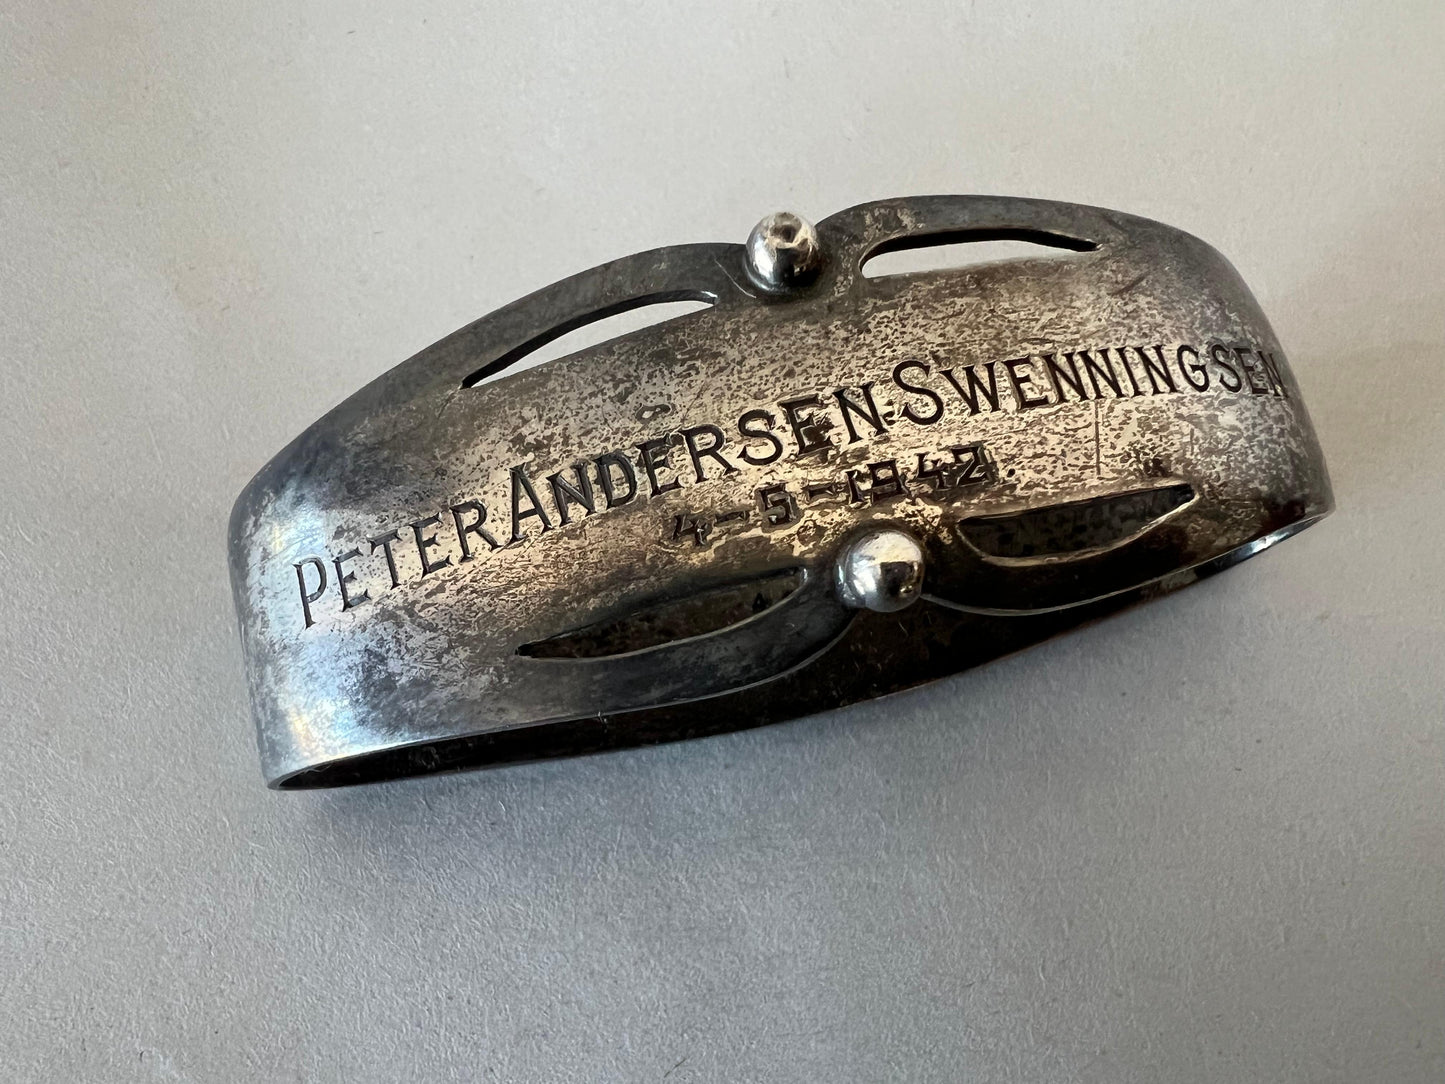 PETER ANDERSEN SWENNINGSEN
4-5-1942.